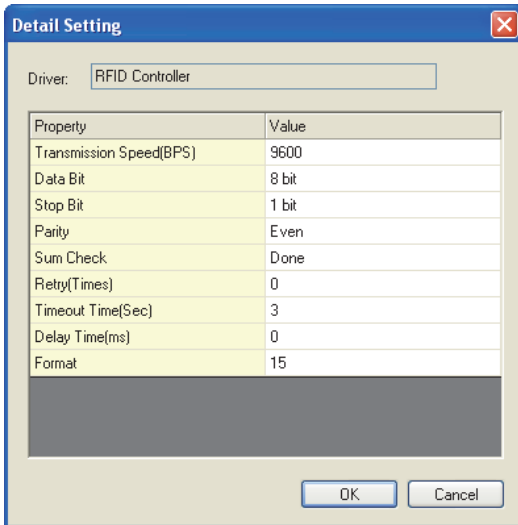 Detail Setting
Driver: RFID Controller
Property Value
Transmission Speed(BPS) 9600
Data Bit 8 bit
Stop Bit 1 bit
Parity Even
Sum Check Done
Retry(Times) 0
Timeout Time(Sec) 3
Delay Time(ms) 0
Format 15
OK Cancel